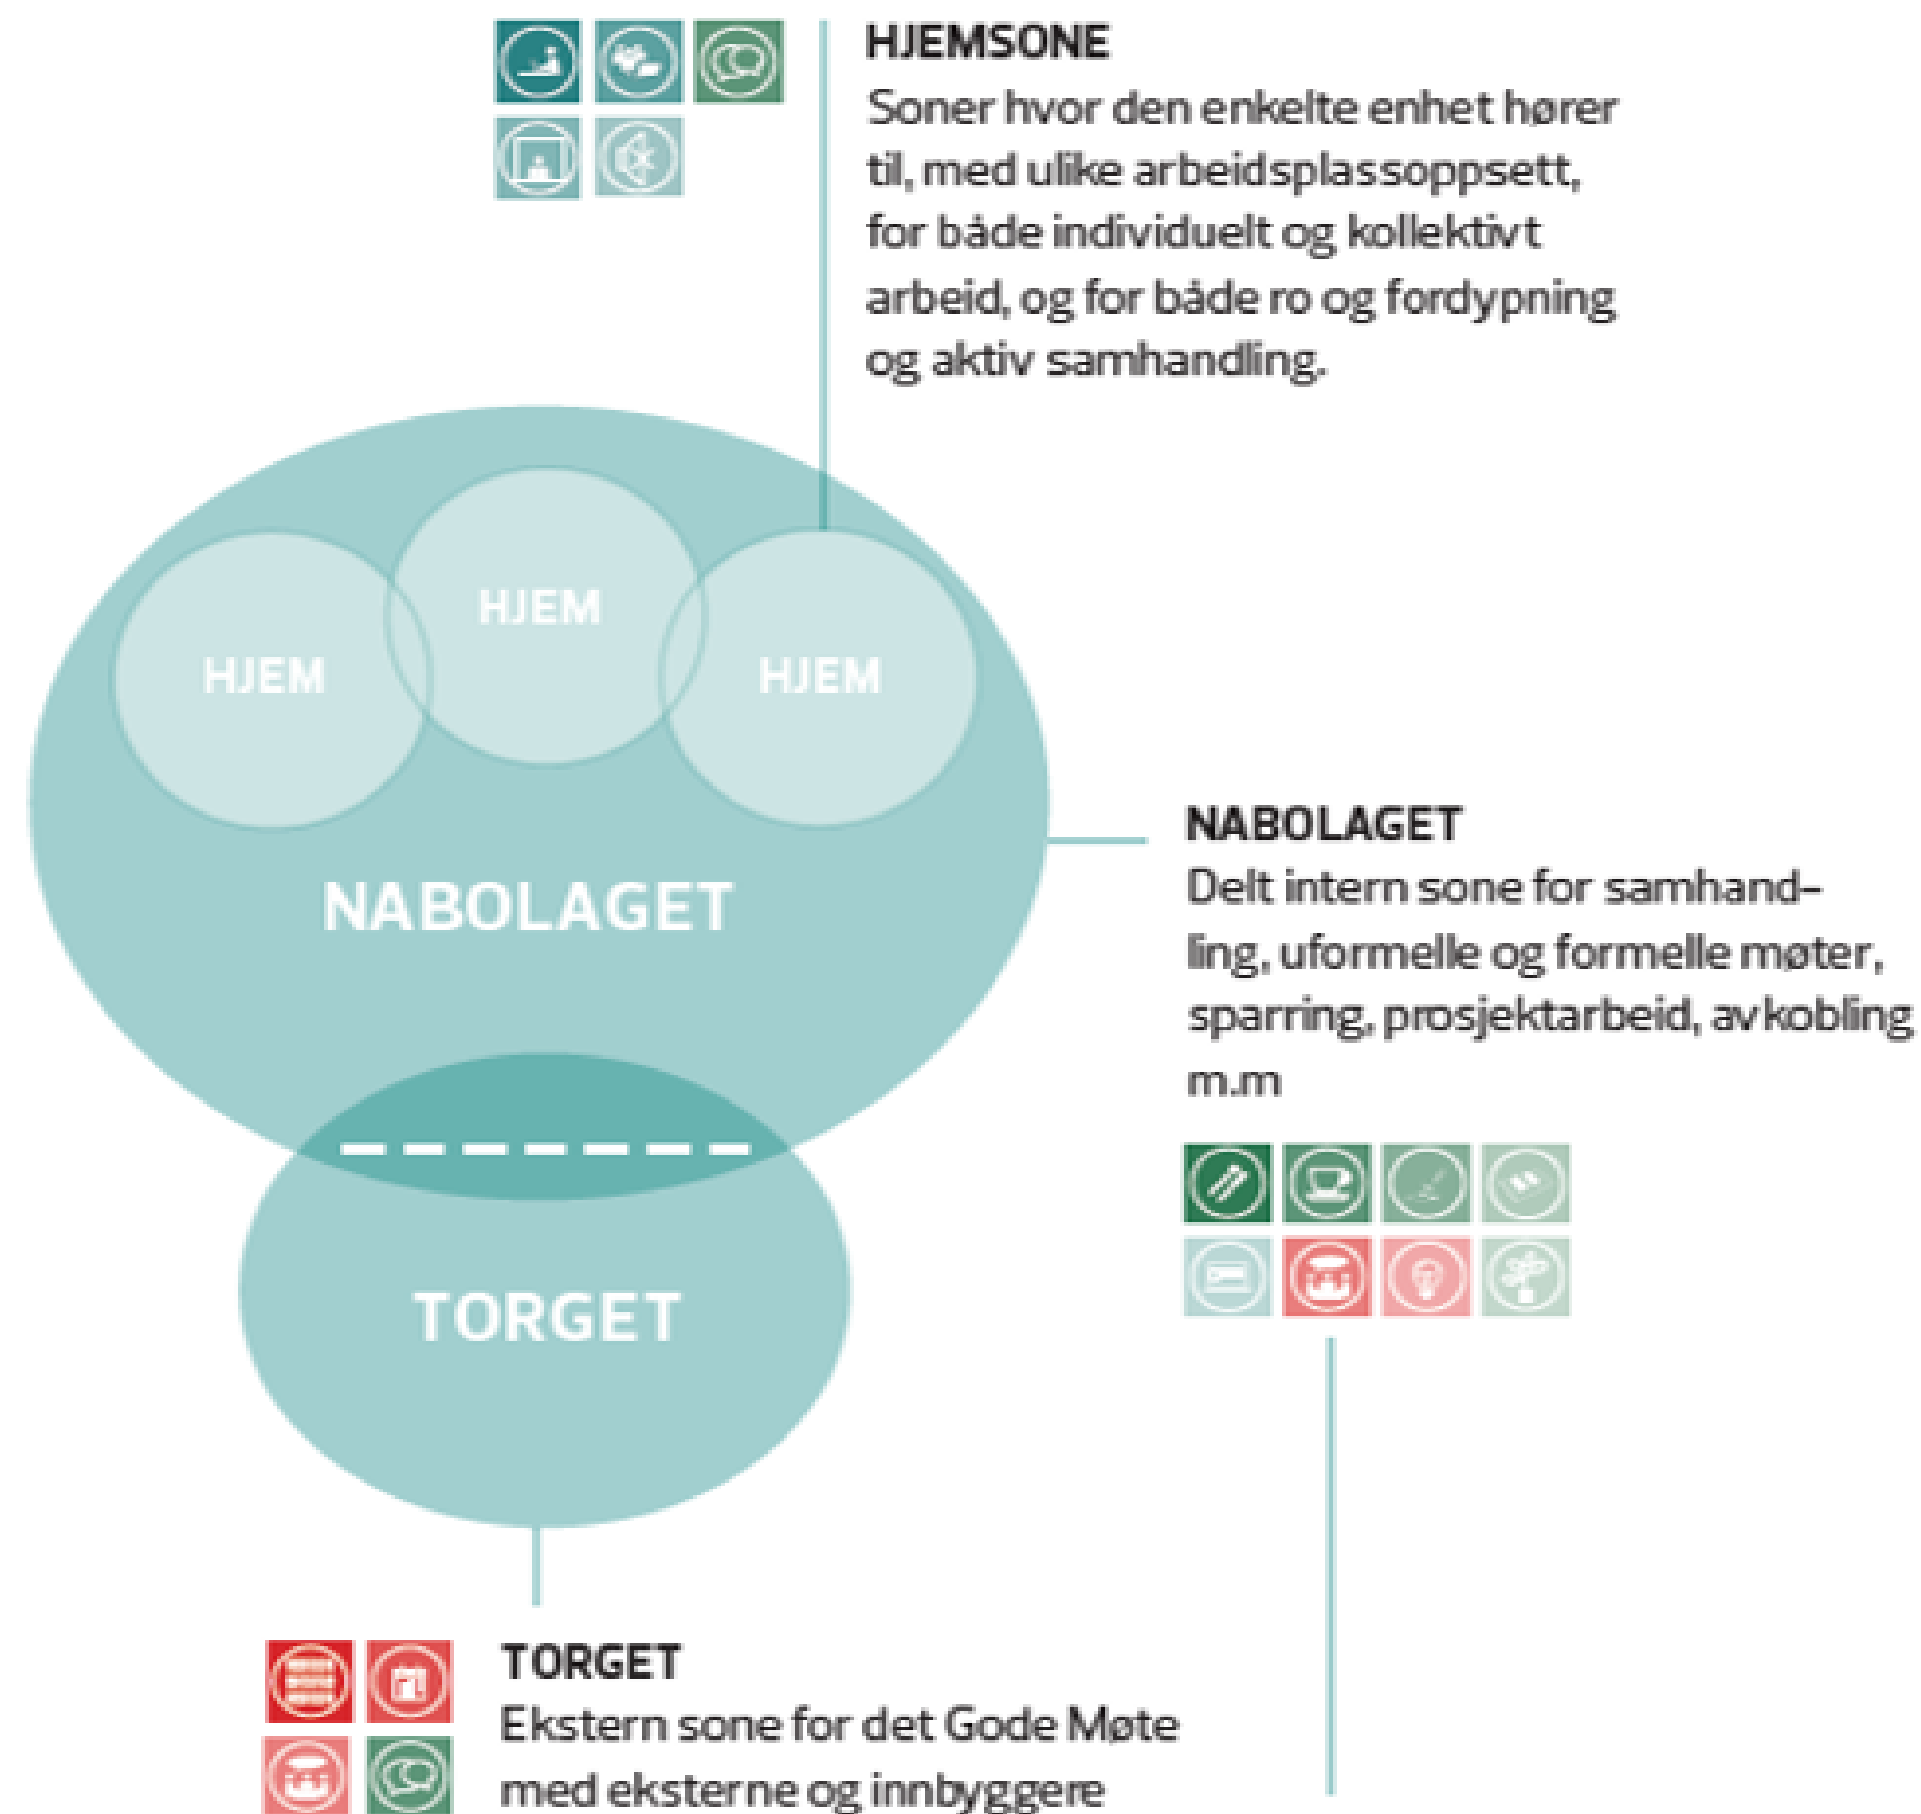 HJEMSONE
Soner hvor den enkelte enhet hører
til, med ulike arbeidsplassoppsett,
for både individuelt og kollektivt
arbeid, og for både ro og fordypning
og aktiv samhandling.
HJEM
HJEM
HJEM
NABOLAGET
NABOLAGET
Delt intern sone for samhand-
ling, uformelle og formelle møter,
sparring, prosjektarbeid, avkobling
m.m
TORGET
TORGET
Ekstern sone for det Gode Møte
med eksterne og innbyggere